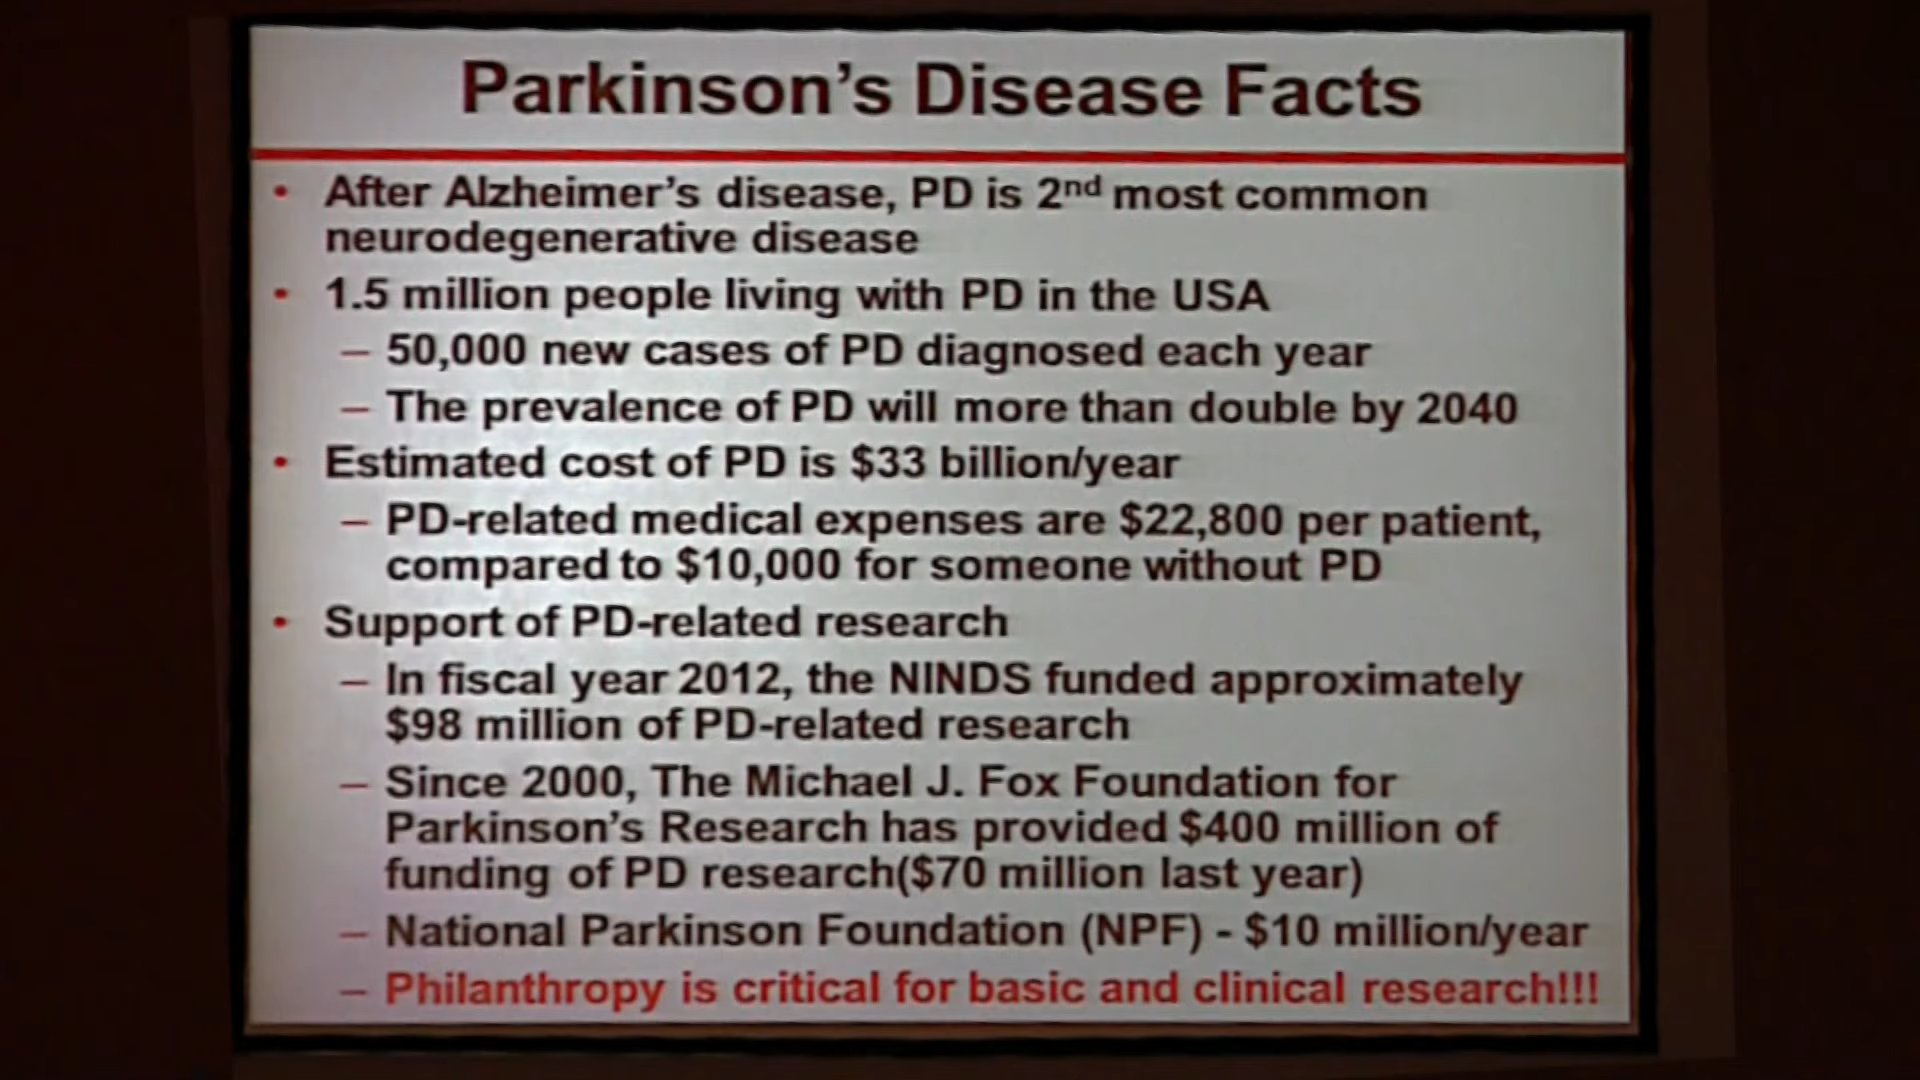 Parkinson's Disease Facts
• After Alzheimer's disease, PD is 2nd most common
neurodegenerative disease
• 1.5 million people living with PD in the USA
– 50,000 new cases of PD diagnosed each year
– The prevalence of PD will more than double by 2040
• Estimated cost of PD is $33 billion/year
– PD-related medical expenses are $22,800 per patient,
compared to $10,000 for someone without PD
• Support of PD-related research
– In fiscal year 2012, the NINDS funded approximately
$98 million of PD-related research
– Since 2000, The Michael J. Fox Foundation for
Parkinson's Research has provided $400 million of
funding of PD research($70 million last year)
– National Parkinson Foundation (NPF) - $10 million/year
– Philanthropy is critical for basic and clinical research!!!